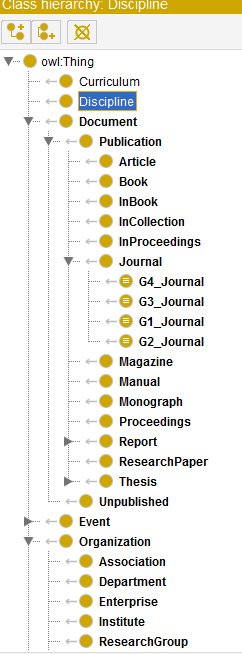 Class hierarchy: Discipline
owl:Thing
Curriculum
Discipline
Document
Publication
Article
Book
InBook
InCollection
InProceedings
Journal
G4_Journal
G3_Journal
G1_Journal
G2_Journal
Magazine
Manual
Monograph
Proceedings
Report
ResearchPaper
Thesis
Unpublished
Event
Organization
Association
Department
Enterprise
Institute
ResearchGroup